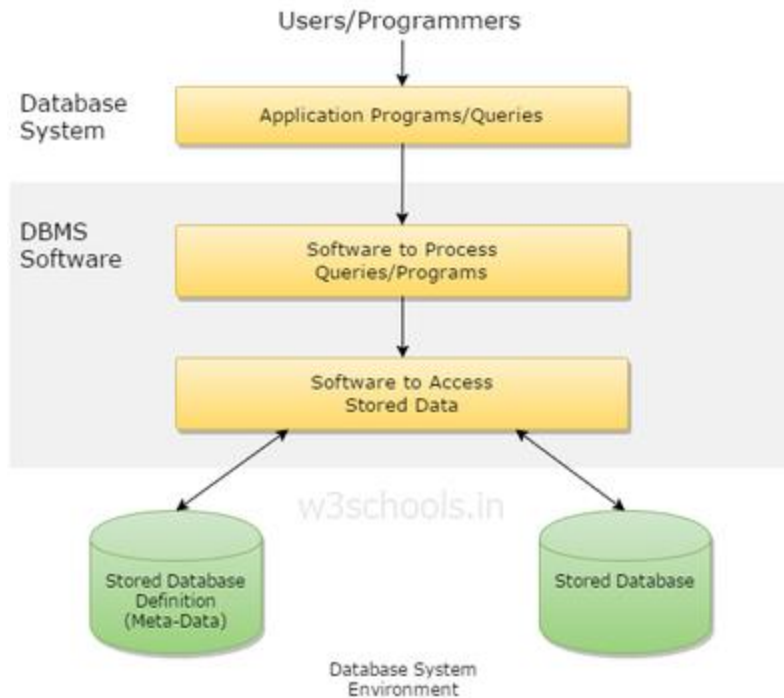 Users/Programmers
Database
System
Application Programs/Queries
DBMS
Software
Software to Process
Queries/Programs
Software to Access
Stored Data
w3schools.in
Stored Database
Definition
(Meta-Data)
Stored Database
Database System
Environment